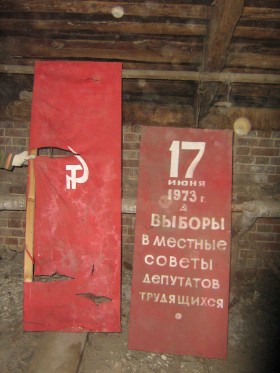 17
ИЮНЯ
1973 г.
ВЫБОРЫ
В МЕСТНЫЕ
СОВЕТЫ
ДЕПУТАТОВ
ТРУДЯЩИХСЯ